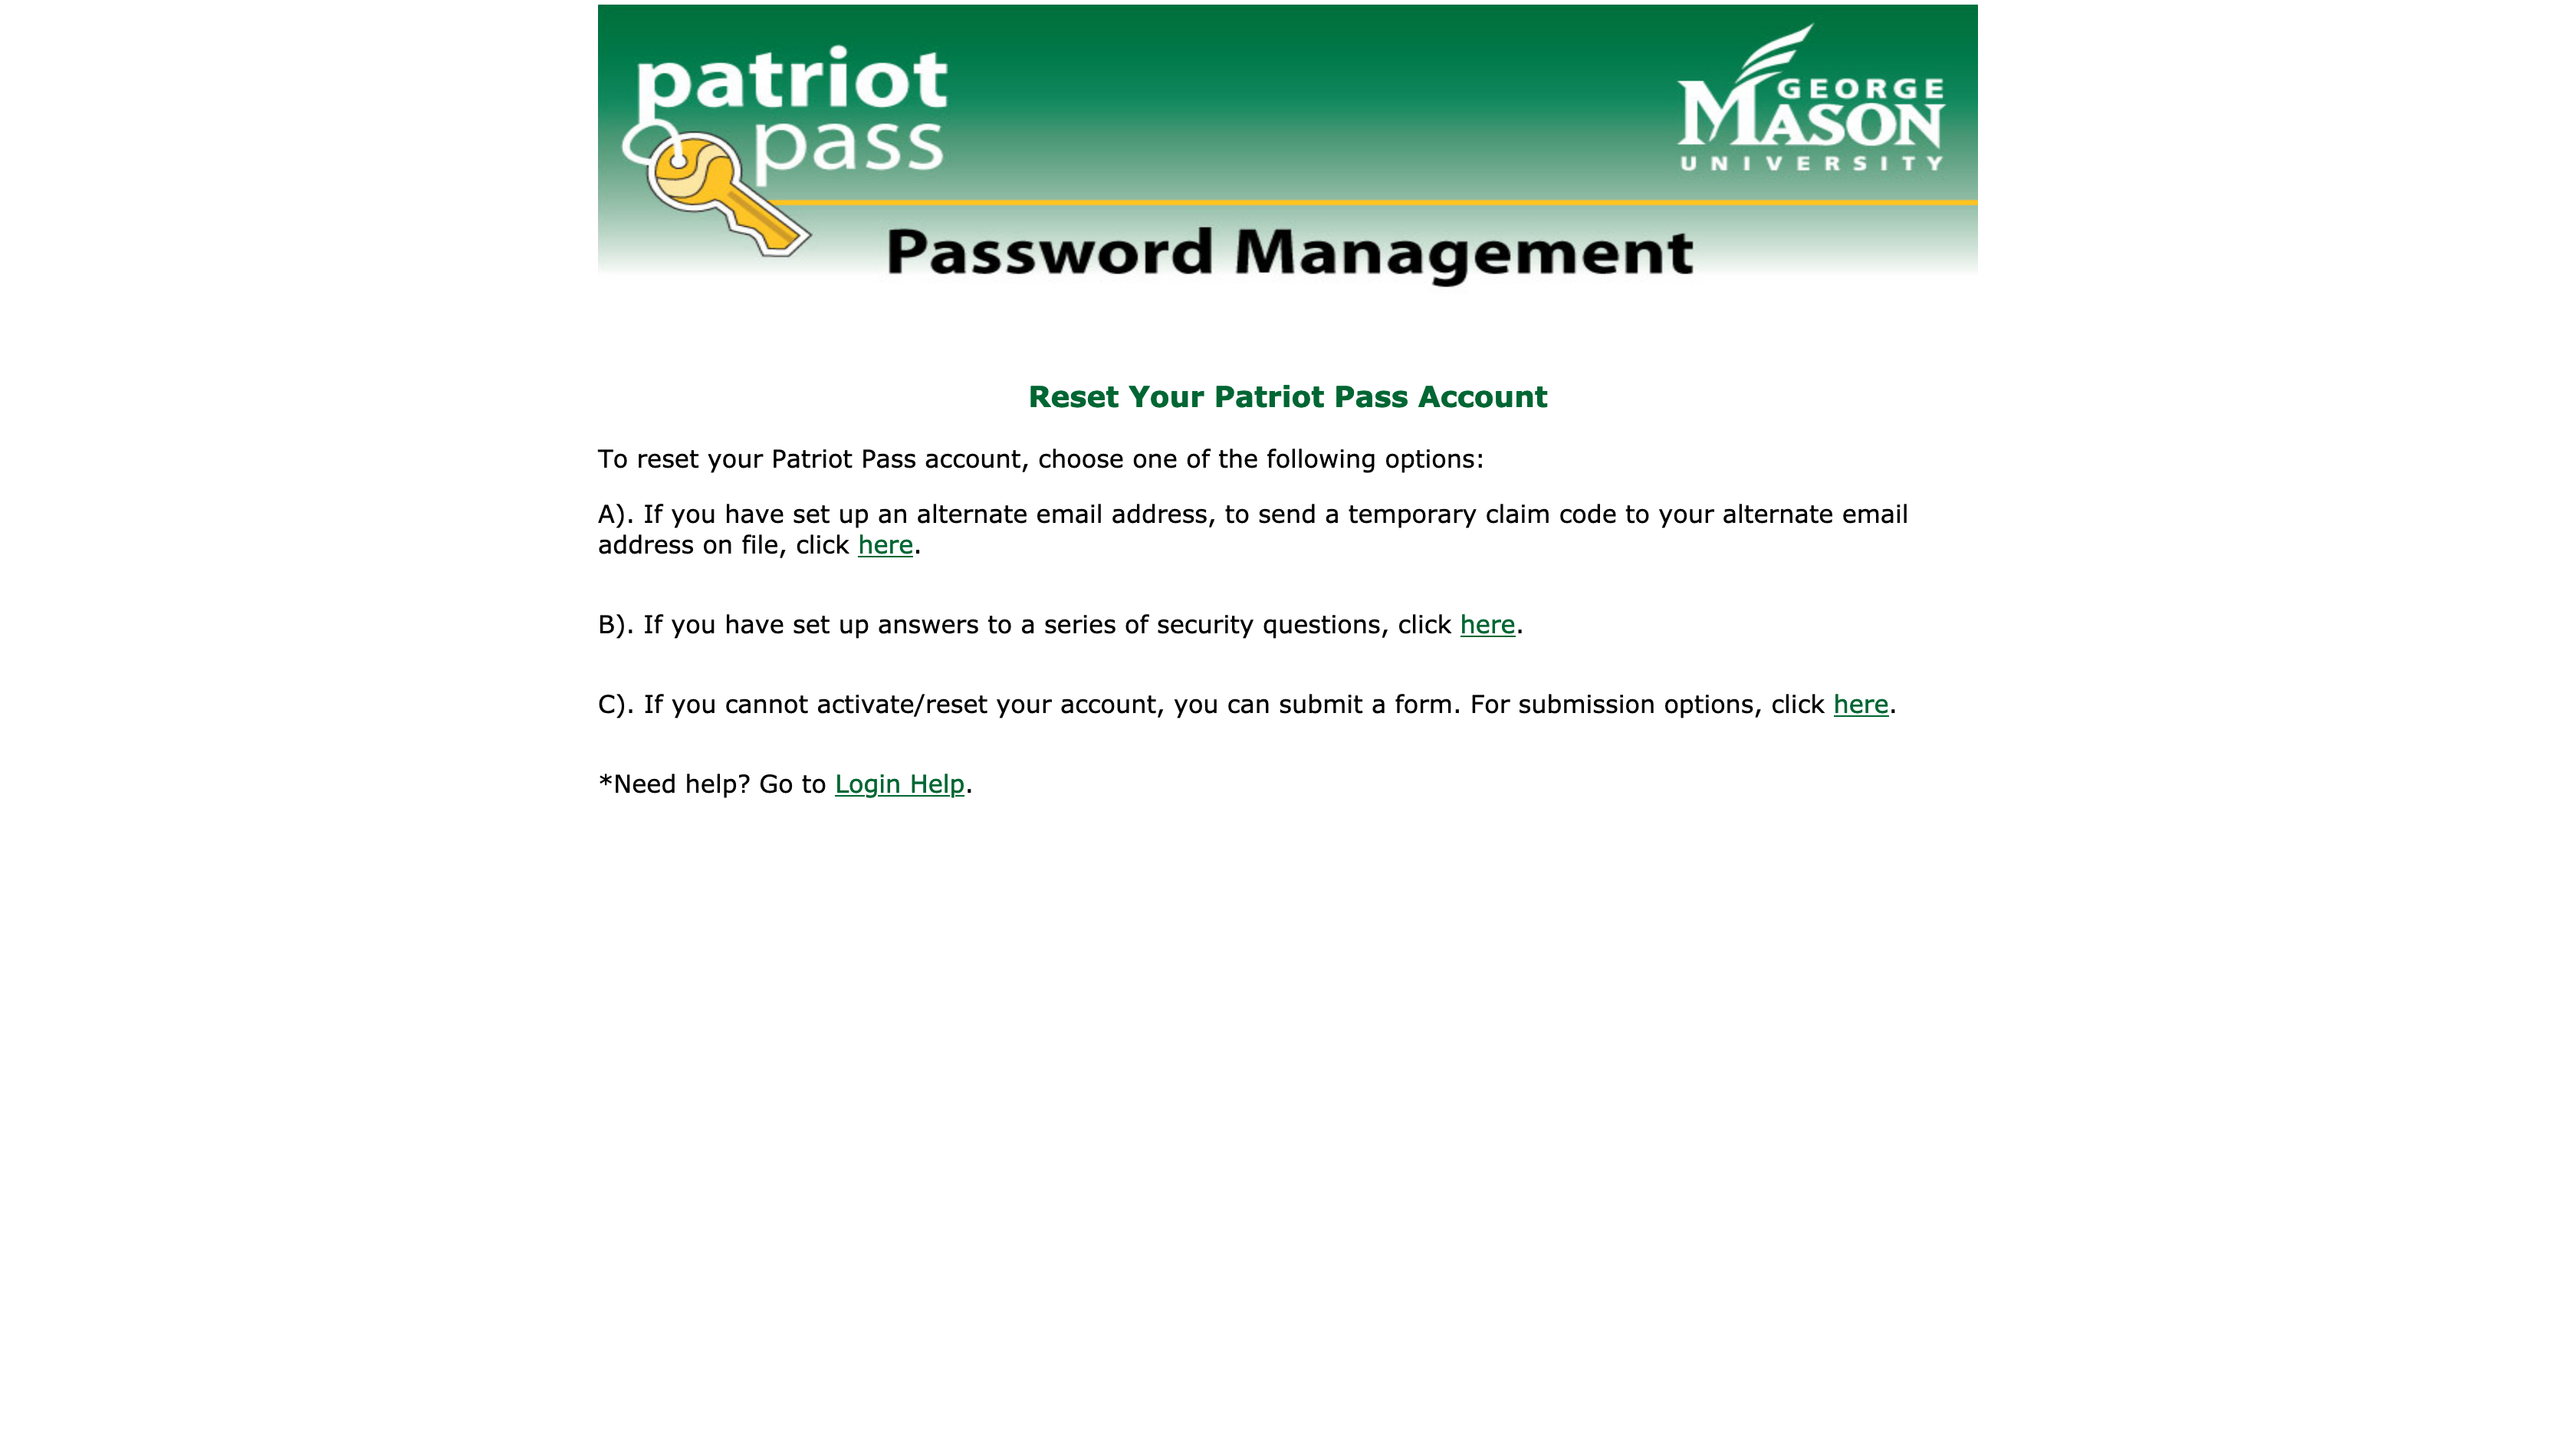 patriot
pass
GEORGE
MASON
UNIVERSITY
Password Management
Reset Your Patriot Pass Account
To reset your Patriot Pass account, choose one of the following options:
A). If you have set up an alternate email address, to send a temporary claim code to your alternate email
address on file, click here.
B). If you have set up answers to a series of security questions, click here.
C). If you cannot activate/reset your account, you can submit a form. For submission options, click here.
*Need help? Go to Login Help.